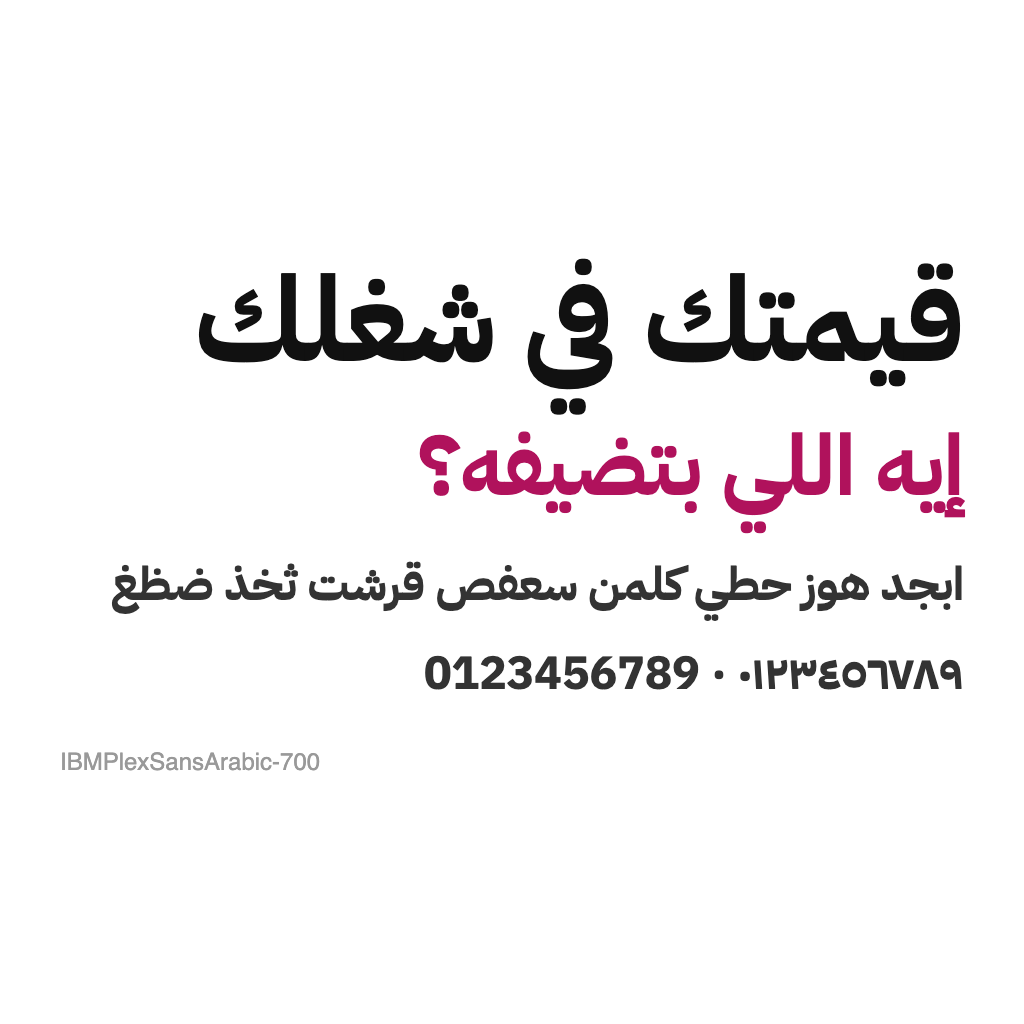 قيمتك في شغلك
إيه اللي بتضيفه؟
ابجد هوز حطي كلمن سعفص قرشت ثخذ ضظغ
٠١٢٣٤٥٦٧٨٩ · 0123456789
IBMPlexSansArabic-700